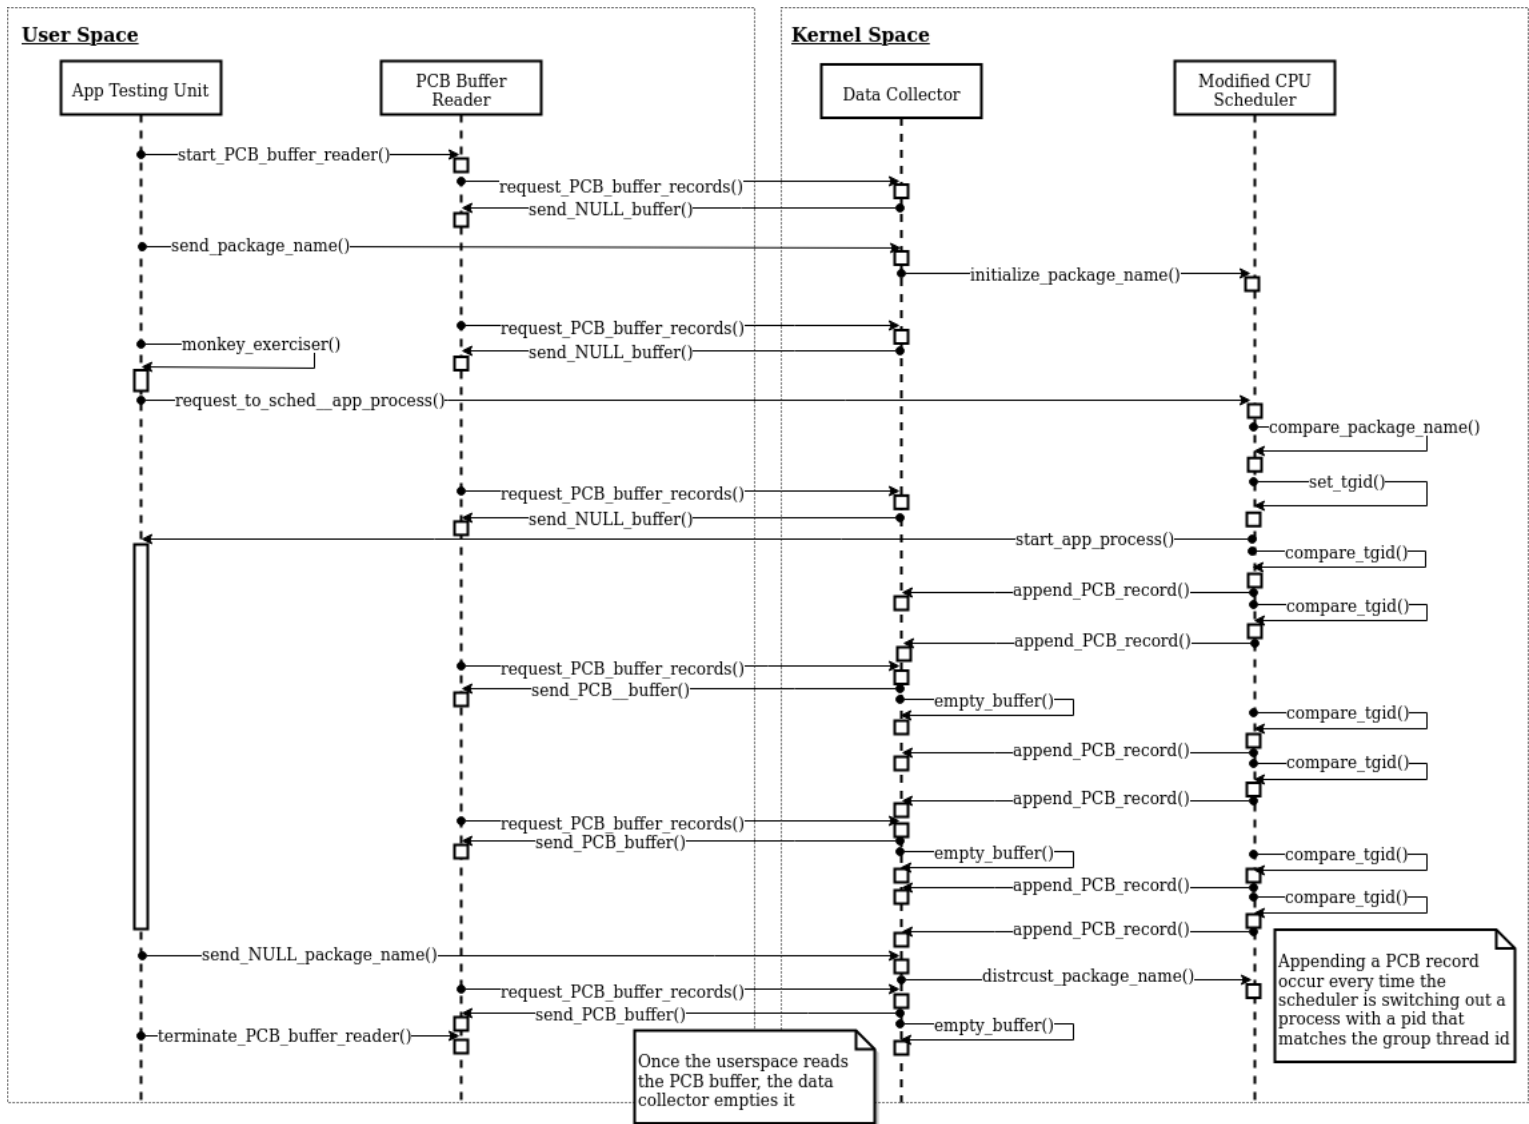 User Space
Kernel Space
App Testing Unit
PCB Buffer
Reader
Data Collector
Modified CPU
Scheduler
start_PCB_buffer_reader()
request_PCB_buffer_records()
send_NULL_buffer()
send_package_name()
initialize_package_name()
request_PCB_buffer_records()
monkey_exerciser()
send_NULL_buffer()
request_to_sched__app_process()
compare_package_name()
set_tgid()
request_PCB_buffer_records()
send_NULL_buffer()
start_app_process()
compare_tgid()
append_PCB_record()
compare_tgid()
append_PCB_record()
request_PCB_buffer_records()
send_PCB__buffer()
empty_buffer()
compare_tgid()
append_PCB_record()
compare_tgid()
append_PCB_record()
request_PCB_buffer_records()
send_PCB_buffer()
empty_buffer()
compare_tgid()
append_PCB_record()
compare_tgid()
append_PCB_record()
send_NULL_package_name()
distrcust_package_name()
request_PCB_buffer_records()
send_PCB_buffer()
empty_buffer()
terminate_PCB_buffer_reader()
Appending a PCB record
occur every time the
scheduler is switching out a
process with a pid that
matches the group thread id
Once the userspace reads
the PCB buffer, the data
collector empties it